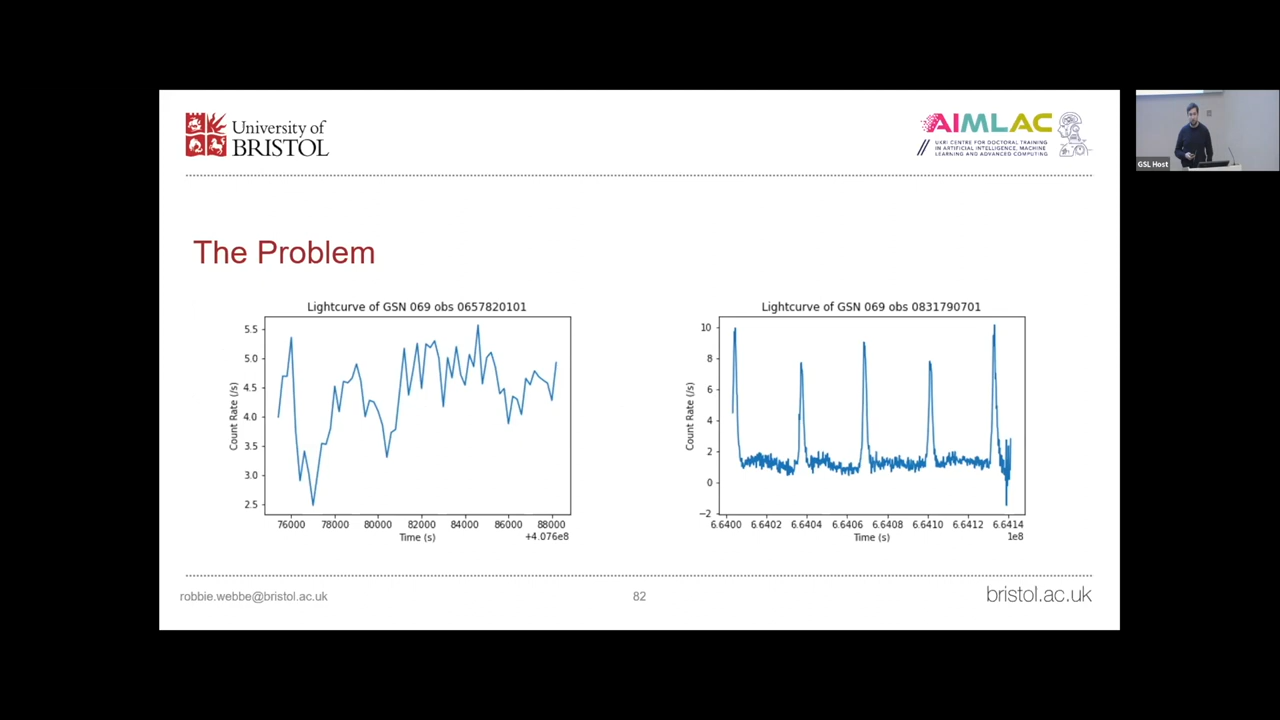 University of
BRISTOL
AIMLAC
UKRI CENTRE FOR DOCTORAL TRAINING
IN ARTIFICIAL INTELLIGENCE, MACHINE
LEARNING AND ADVANCED COMPUTING
GSL Host
The Problem
Lightcurve of GSN 069 obs 0657820101
5.5
5.0
4.5
4.0
3.5
3.0
2.5
Count Rate (/s)
76000 78000 80000 82000 84000 86000 88000
Time (s)
+4.076e8
Lightcurve of GSN 069 obs 0831790701
10
8
6
4
2
0
−2
Count Rate (/s)
6.6400 6.6402 6.6404 6.6406 6.6408 6.6410 6.6412 6.6414
Time (s)
1e8
robbie.webbe@bristol.ac.uk
82
bristol.ac.uk